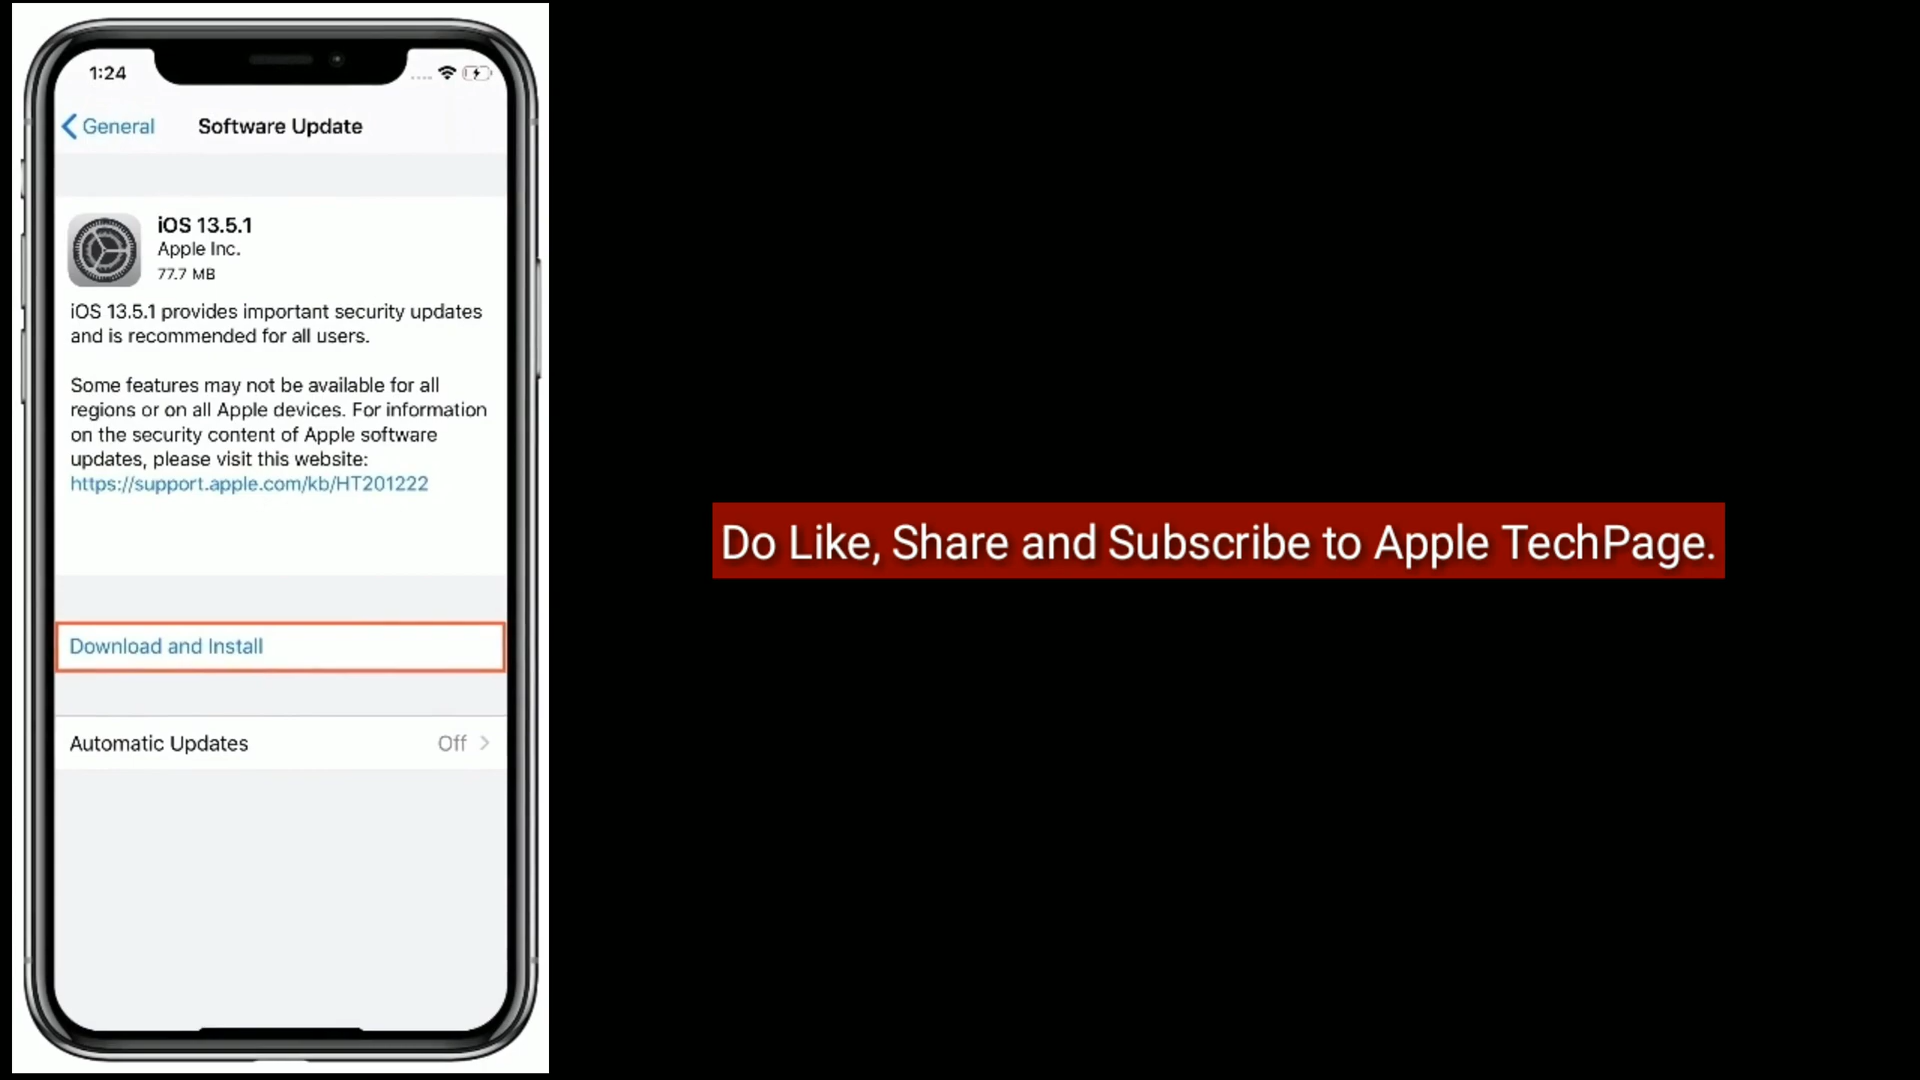 1:24
General
Software Update
iOS 13.5.1
Apple Inc.
77.7 MB
iOS 13.5.1 provides important security updates
and is recommended for all users.
Some features may not be available for all
regions or on all Apple devices. For information
on the security content of Apple software
updates, please visit this website:
https://support.apple.com/kb/HT201222
Do Like, Share and Subscribe to Apple TechPage.
Download and Install
Automatic Updates Off